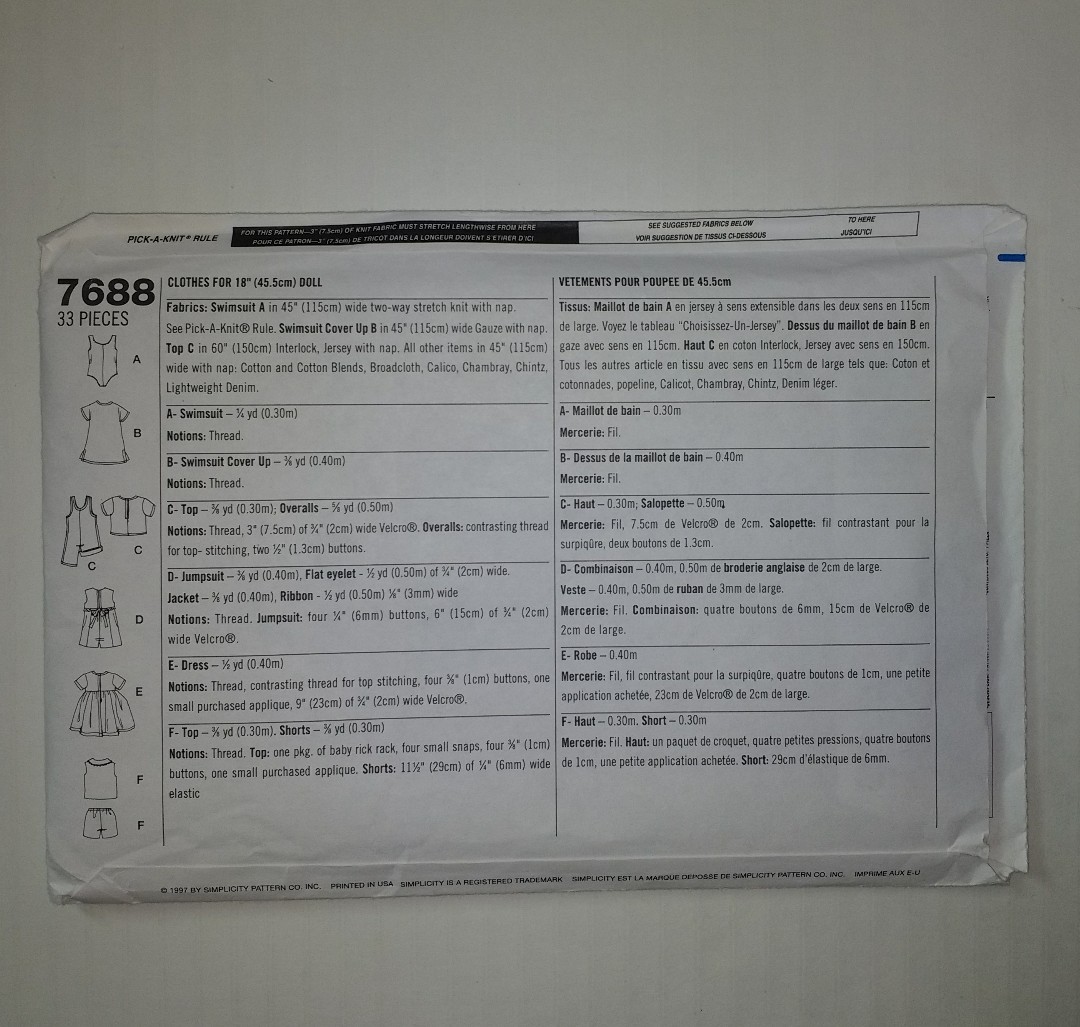 PICK-A-KNIT® RULE
FOR THIS PATTERN—3" (7.5cm) OF KNIT FABRIC MUST STRETCH LENGTHWISE FROM HERE
POUR CE PATRON—3" (7.5cm) DE TRICOT DANS LA LONGEUR DOIVENT S'ETIRER D'ICI
SEE SUGGESTED FABRICS BELOW
VOIR SUGGESTION DE TISSUS CI-DESSOUS
TO HERE
JUSQU'ICI
7688
33 PIECES
A
B
C
C
D
E
F
F
CLOTHES FOR 18" (45.5cm) DOLL
Fabrics: Swimsuit A in 45" (115cm) wide two-way stretch knit with nap.
See Pick-A-Knit® Rule. Swimsuit Cover Up B in 45" (115cm) wide Gauze with nap.
Top C in 60" (150cm) Interlock, Jersey with nap. All other items in 45" (115cm)
wide with nap: Cotton and Cotton Blends, Broadcloth, Calico, Chambray, Chintz,
Lightweight Denim.
A- Swimsuit – yd (0.30m)
Notions: Thread.
B- Swimsuit Cover Up – ⅜ yd (0.40m)
Notions: Thread.
C- Top – ⅜ yd (0.30m); Overalls – ⅝ yd (0.50m)
Notions: Thread, 3" (7.5cm) of ¾" (2cm) wide Velcro®. Overalls: contrasting thread
for top- stitching, two ½" (1.3cm) buttons.
D- Jumpsuit – ⅜ yd (0.40m), Flat eyelet - ½ yd (0.50m) of ¾" (2cm) wide.
Jacket – ⅜ yd (0.40m), Ribbon - ½ yd (0.50m) ⅛" (3mm) wide
Notions: Thread. Jumpsuit: four ¼" (6mm) buttons, 6" (15cm) of ¾" (2cm)
wide Velcro®.
E- Dress – yd (0.40m)
Notions: Thread, contrasting thread for top stitching, four ⅜" (1cm) buttons, one
small purchased applique, 9" (23cm) of ¾" (2cm) wide Velcro®.
F- Top – ⅜ yd (0.30m). Shorts – ⅜ yd (0.30m)
Notions: Thread. Top: one pkg. of baby rick rack, four small snaps, four ⅜" (1cm)
buttons, one small purchased applique. Shorts: 11½" (29cm) of ¼" (6mm) wide
elastic
VETEMENTS POUR POUPEE DE 45.5cm
Tissus: Maillot de bain A en jersey à sens extensible dans les deux sens en 115cm
de large. Voyez le tableau "Choisissez-Un-Jersey". Dessus du maillot de bain B en
gaze avec sens en 115cm. Haut C en coton Interlock, Jersey avec sens en 150cm.
Tous les autres article en tissu avec sens en 115cm de large tels que: Coton et
cotonnades, popeline, Calicot, Chambray, Chintz, Denim léger.
A- Maillot de bain – 0.30m
Mercerie: Fil.
B- Dessus de la maillot de bain – 0.40m
Mercerie: Fil.
C- Haut – 0.30m; Salopette – 0.50m
Mercerie: Fil, 7.5cm de Velcro® de 2cm. Salopette: fil contrastant pour la
surpiqûre, deux boutons de 1.3cm.
D- Combinaison – 0.40m, 0.50m de broderie anglaise de 2cm de large.
Veste – 0.40m, 0.50m de ruban de 3mm de large.
Mercerie: Fil. Combinaison: quatre boutons de 6mm, 15cm de Velcro® de
2cm de large.
E- Robe – 0.40m
Mercerie: Fil, fil contrastant pour la surpiqûre, quatre boutons de 1cm, une petite
application achetée, 23cm de Velcro® de 2cm de large.
F- Haut – 0.30m. Short – 0.30m
Mercerie: Fil. Haut: un paquet de croquet, quatre petites pressions, quatre boutons
de 1cm, une petite application achetée. Short: 29cm d'élastique de 6mm.
© 1997 BY SIMPLICITY PATTERN CO. INC. PRINTED IN USA SIMPLICITY IS A REGISTERED TRADEMARK SIMPLICITY EST LA MARQUE DEPOSSE DE SIMPLICITY PATTERN CO. INC. IMPRIME AUX E-U